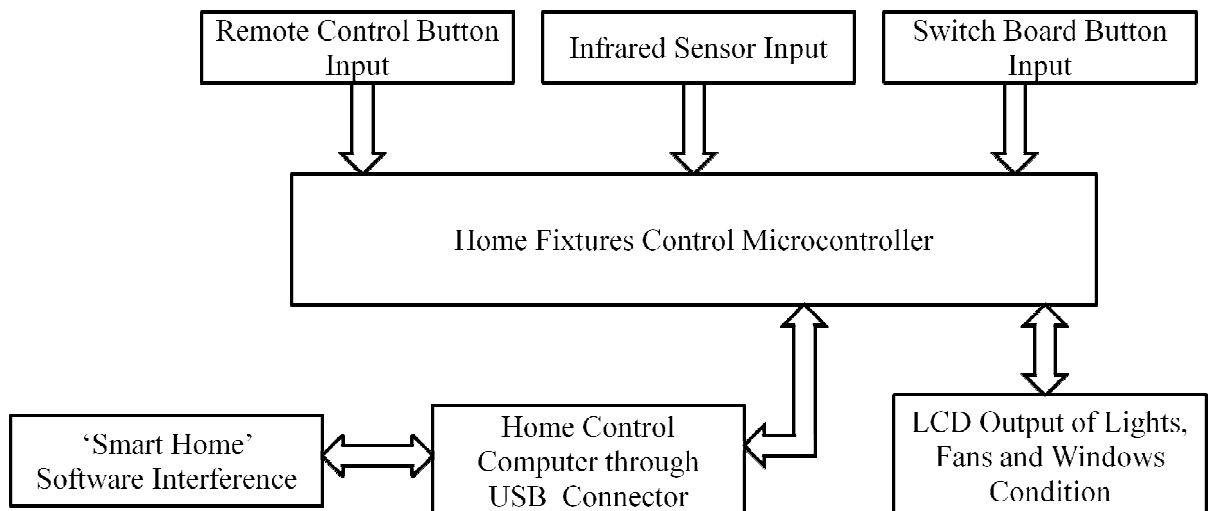 Remote Control Button
Input
Infrared Sensor Input
Switch Board Button
Input
Home Fixtures Control Microcontroller
‘Smart Home’
Software Interference
Home Control
Computer through
USB Connector
LCD Output of Lights,
Fans and Windows
Condition